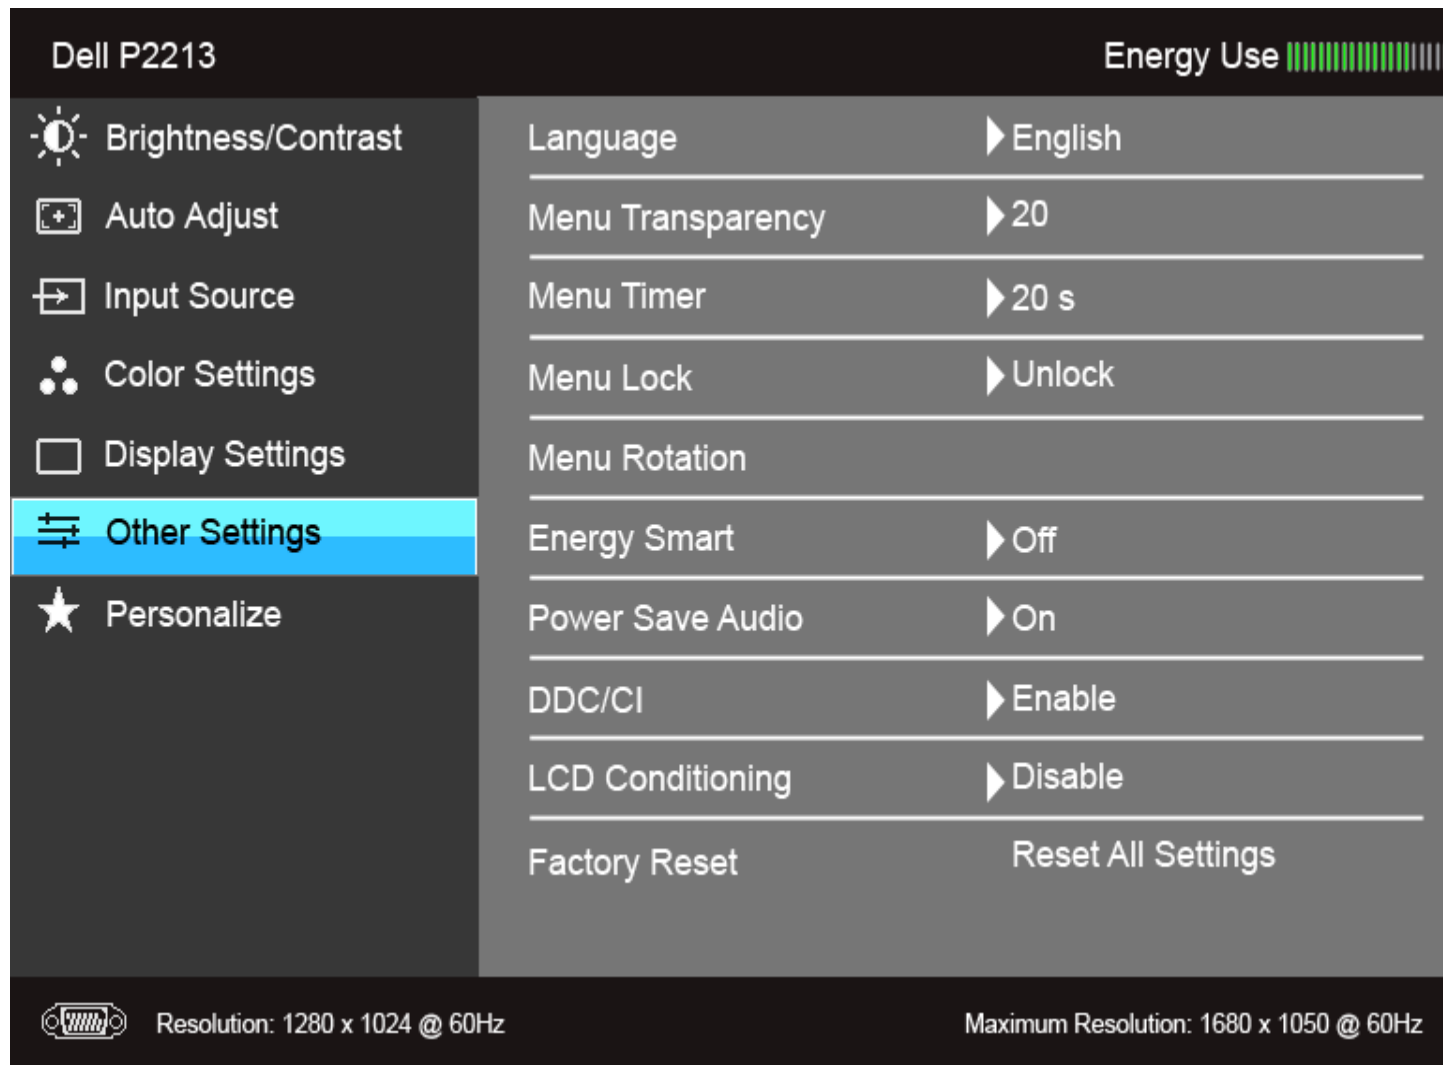 Dell P2213
Energy Use
Brightness/Contrast
Auto Adjust
Input Source
Color Settings
Display Settings
Other Settings
Personalize
Language English
Menu Transparency 20
Menu Timer 20 s
Menu Lock Unlock
Menu Rotation
Energy Smart Off
Power Save Audio On
DDC/CI Enable
LCD Conditioning Disable
Factory Reset Reset All Settings
Resolution: 1280 x 1024 @ 60Hz
Maximum Resolution: 1680 x 1050 @ 60Hz